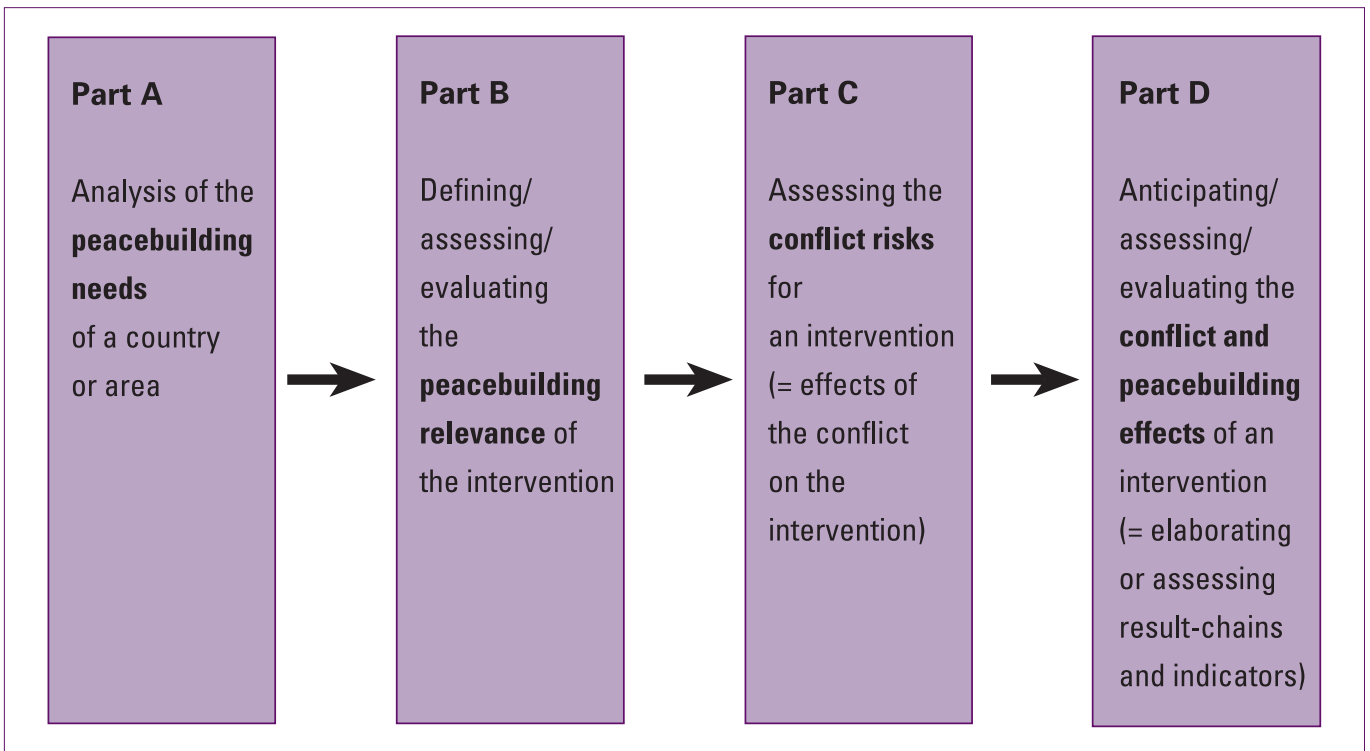 Part A
Analysis of the
peacebuilding
needs
of a country
or area
Part B
Defining/
assessing/
evaluating
the
peacebuilding
relevance of
the intervention
Part C
Assessing the
conflict risks
for
an intervention
(= effects of
the conflict
on the
intervention)
Part D
Anticipating/
assessing/
evaluating the
conflict and
peacebuilding
effects of an
intervention
(= elaborating
or assessing
result-chains
and indicators)